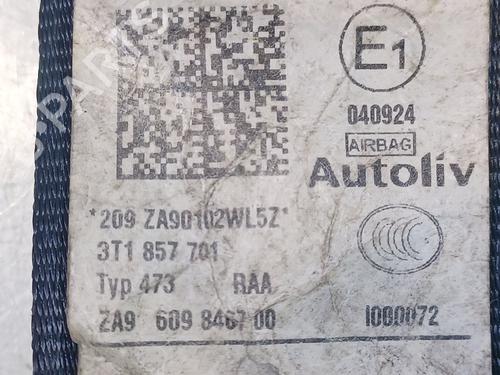 E1
040924
AIRBAG
Autoliv
*209 ZA90102WL5Z*
3T1 857 701
Typ 473 RAA
ZA9 609 8467 00 I000072